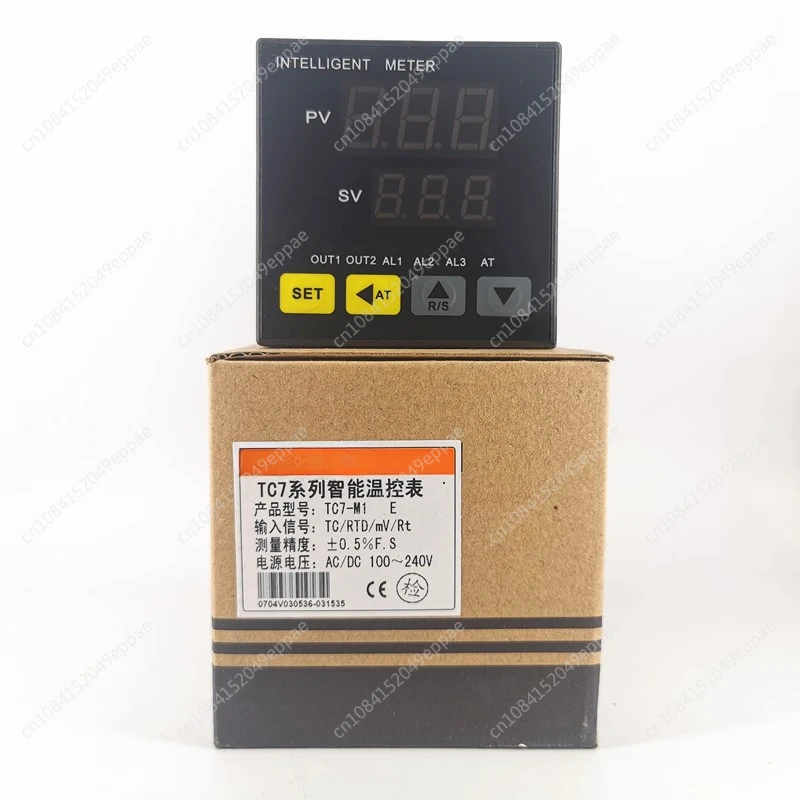 INTELLIGENT METER
PV
SV
OUT1 OUT2 AL1 AL2 AL3 AT
SET ◀AT ▲ R/S ▼
TC7系列智能温控表
产品型号: TC7-M1 E
输入信号: TC/RTD/mV/Rt
测量精度: ±0.5%F.S
电源电压: AC/DC 100～240V
CE 检
0704V030536-031535
cn1084152049eppae